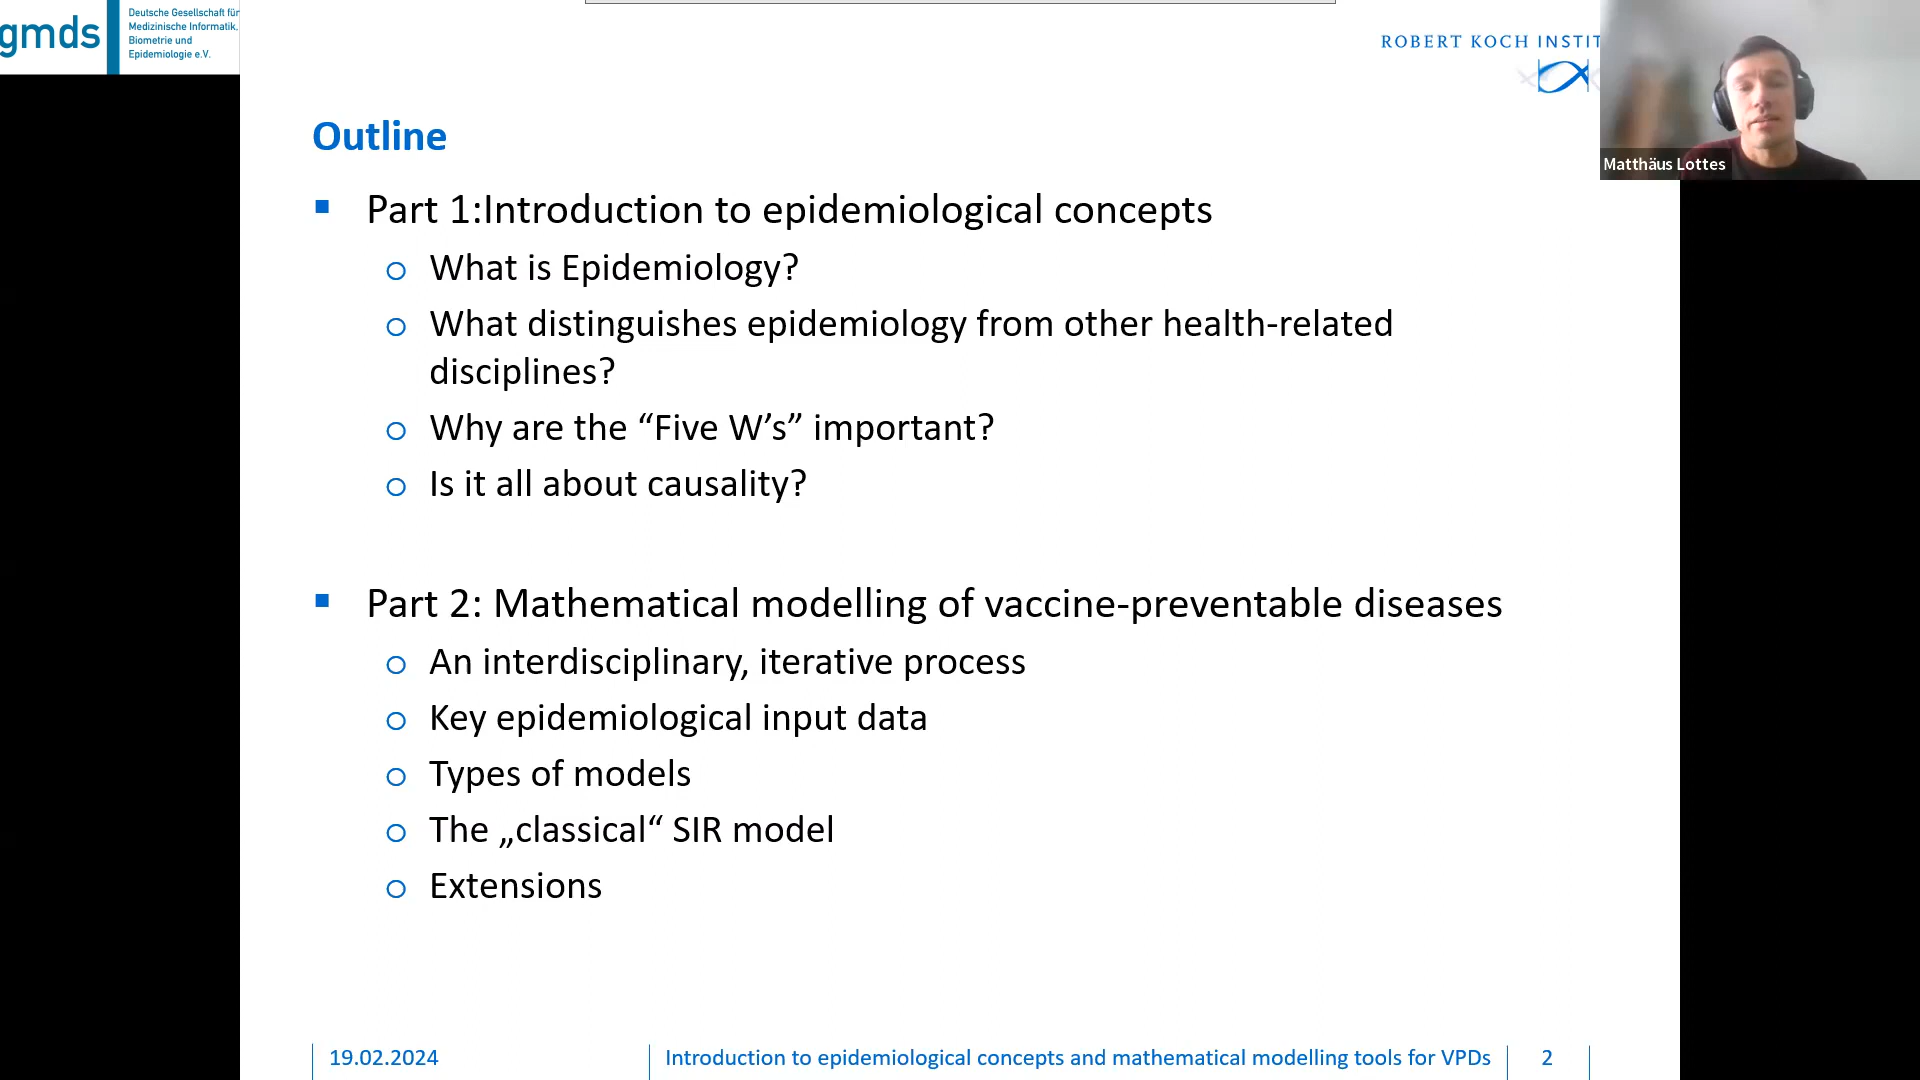 gmds
Deutsche Gesellschaft für
Medizinische Informatik,
Biometrie und
Epidemiologie e.V.
ROBERT KOCH INSTIT
Matthäus Lottes
Outline
Part 1:Introduction to epidemiological concepts
What is Epidemiology?
What distinguishes epidemiology from other health-related
disciplines?
Why are the “Five W’s” important?
Is it all about causality?
Part 2: Mathematical modelling of vaccine-preventable diseases
An interdisciplinary, iterative process
Key epidemiological input data
Types of models
The „classical“ SIR model
Extensions
19.02.2024
Introduction to epidemiological concepts and mathematical modelling tools for VPDs
2